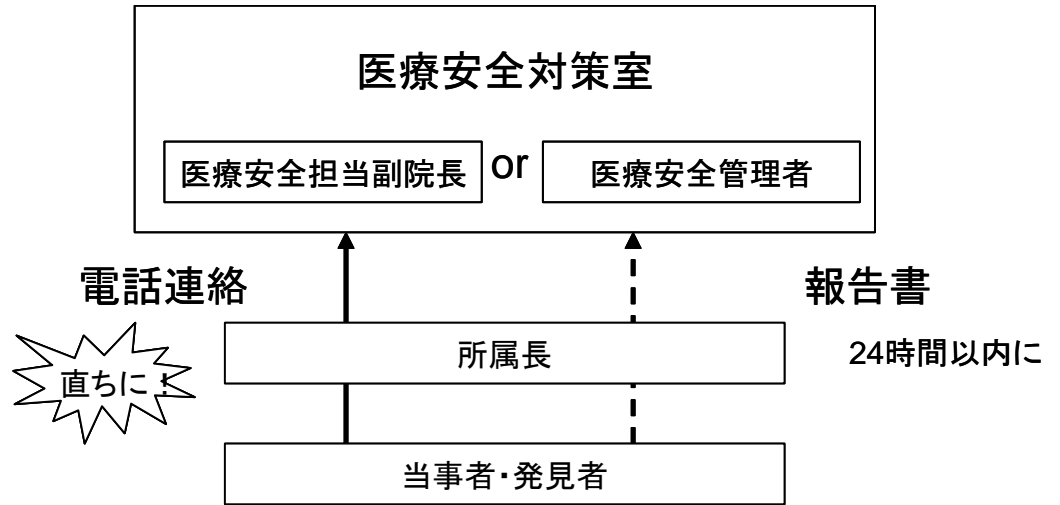 医療安全対策室
医療安全担当副院長 or 医療安全管理者
電話連絡
報告書
直ちに!
所属長
24時間以内に
当事者・発見者